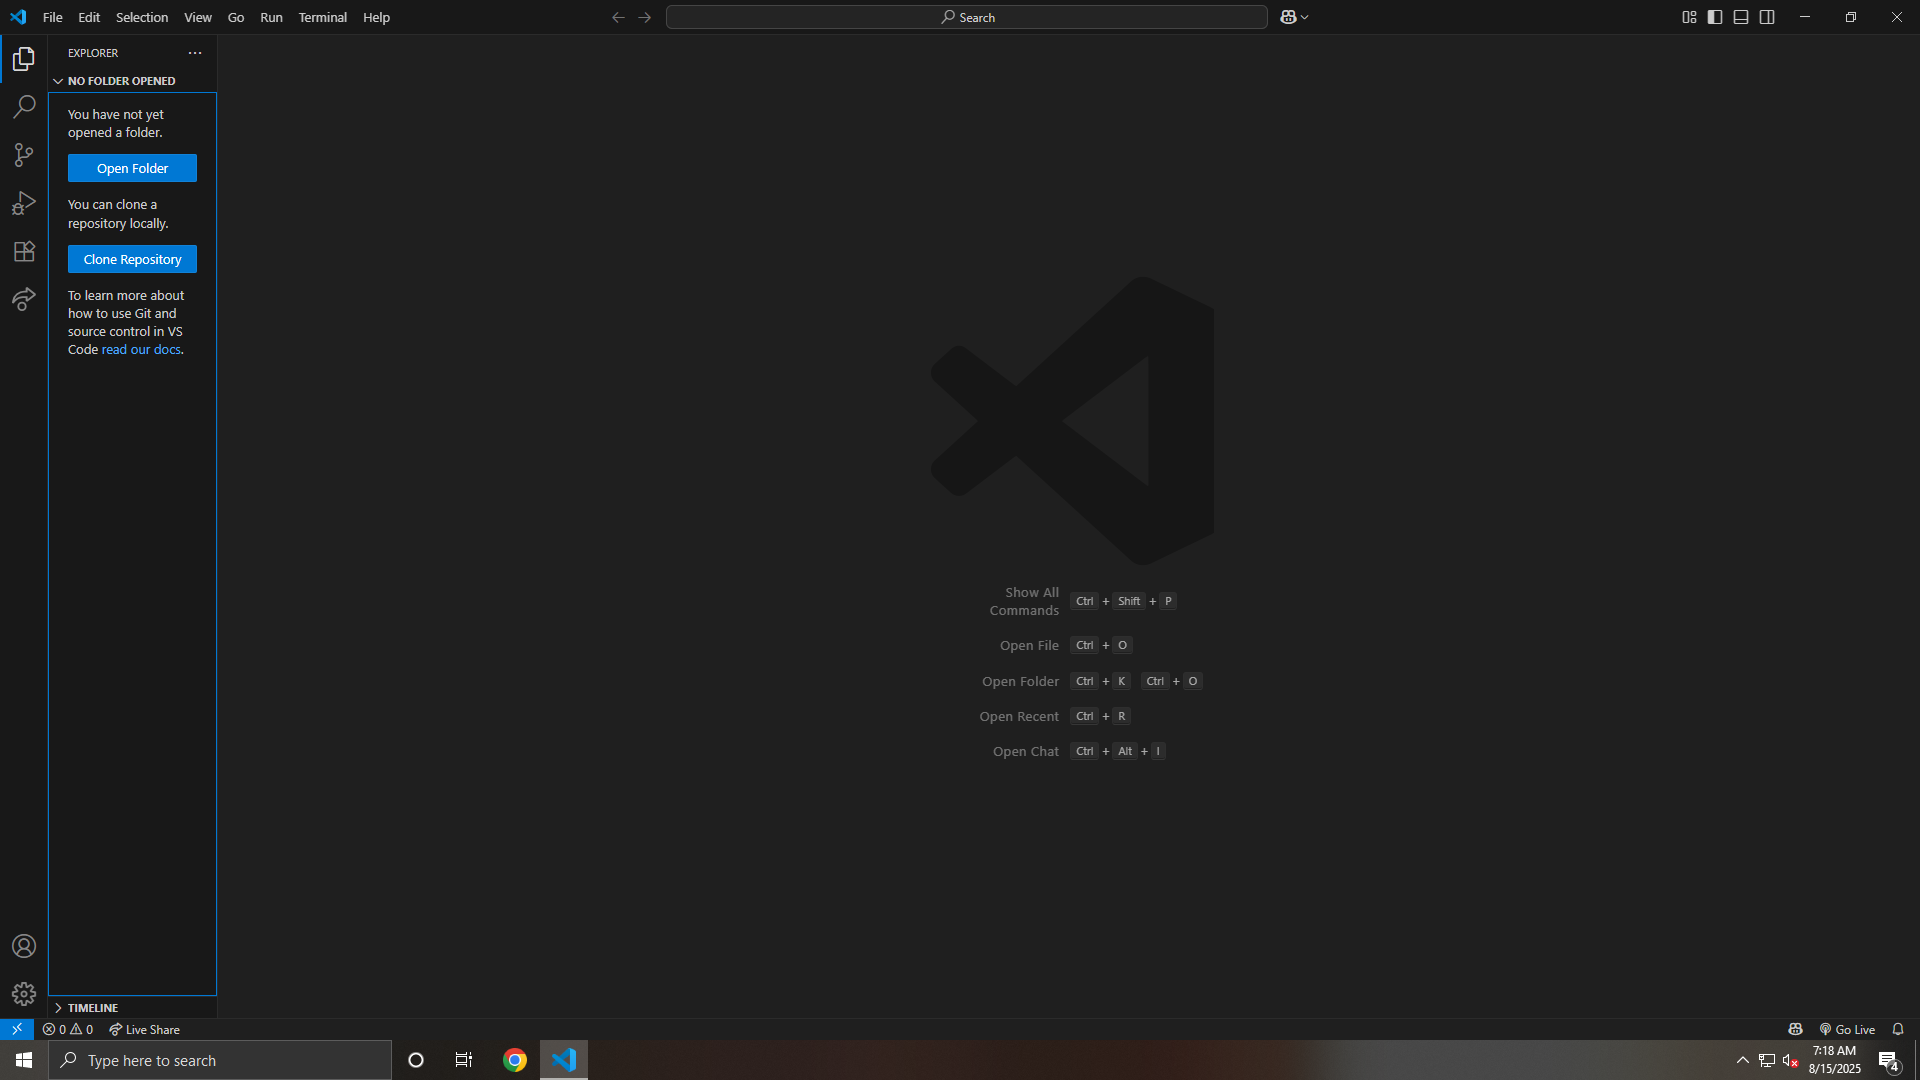 File Edit Selection View Go Run Terminal Help
Search
EXPLORER
NO FOLDER OPENED
You have not yet
opened a folder.
Open Folder
You can clone a
repository locally.
Clone Repository
To learn more about
how to use Git and
source control in VS
Code read our docs.
Show All
Commands
Ctrl + Shift + P
Open File Ctrl + O
Open Folder Ctrl + K Ctrl + O
Open Recent Ctrl + R
Open Chat Ctrl + Alt + I
TIMELINE
0 0 Live Share
Go Live
Type here to search
7:18 AM
8/15/2025
4